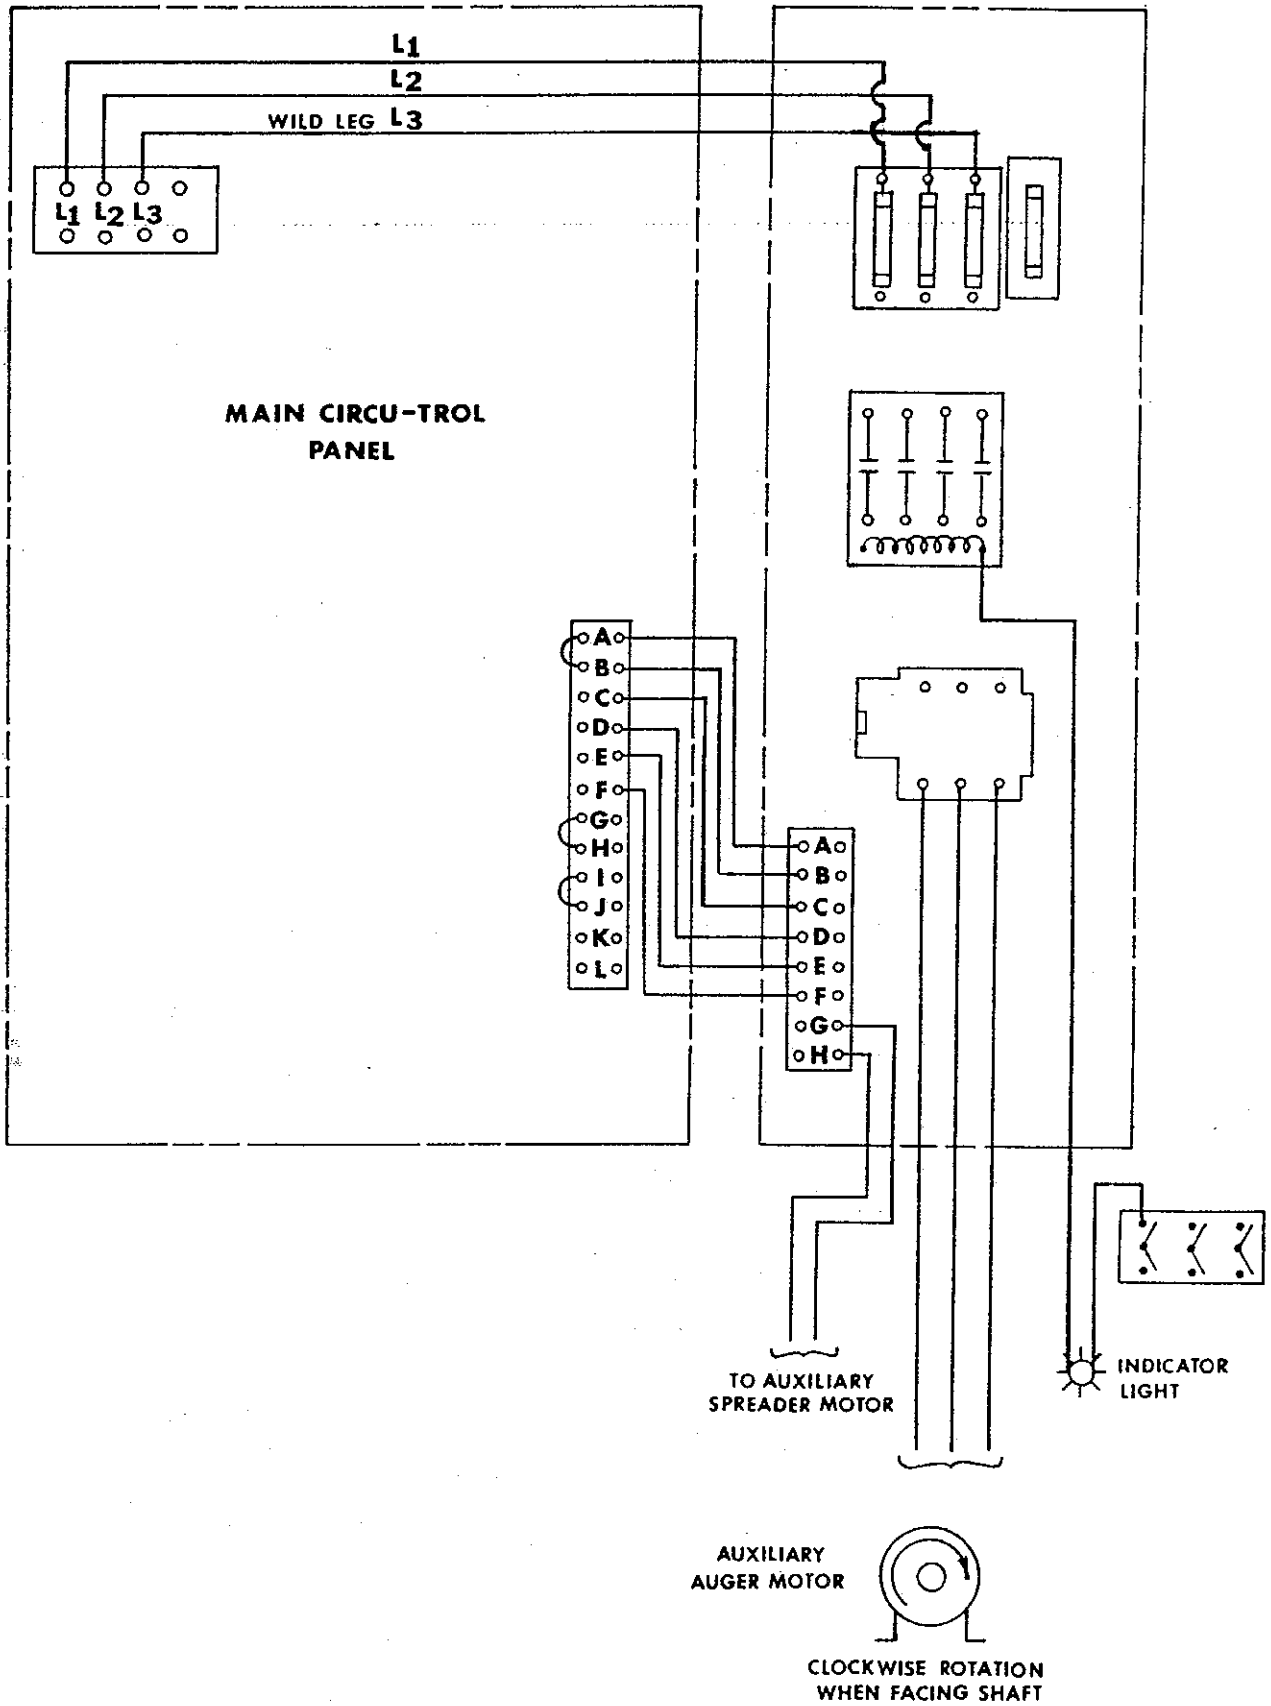 L1
L2
WILD LEG L3
L1 L2 L3
MAIN CIRCU-TROL
PANEL
A
B
C
D
E
F
G
H
I
J
K
L
A
B
C
D
E
F
G
H
TO AUXILIARY
SPREADER MOTOR
INDICATOR
LIGHT
AUXILIARY
AUGER MOTOR
CLOCKWISE ROTATION
WHEN FACING SHAFT